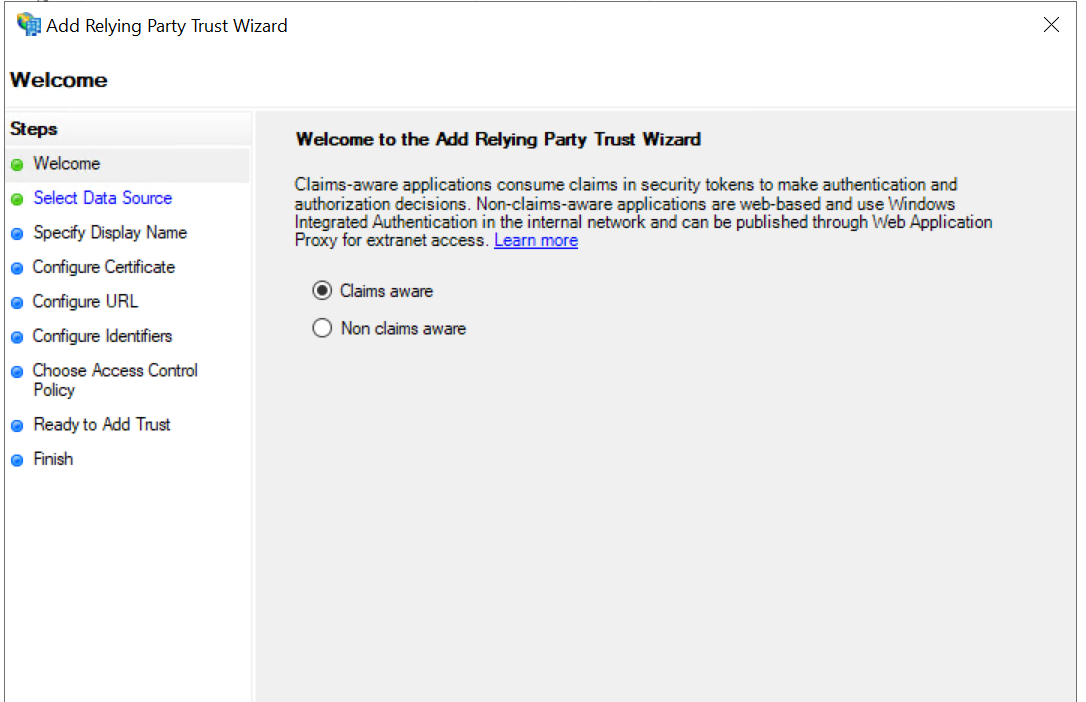 Add Relying Party Trust Wizard
Welcome
Steps
Welcome
Select Data Source
Specify Display Name
Configure Certificate
Configure URL
Configure Identifiers
Choose Access Control
Policy
Ready to Add Trust
Finish
Welcome to the Add Relying Party Trust Wizard
Claims-aware applications consume claims in security tokens to make authentication and
authorization decisions. Non-claims-aware applications are web-based and use Windows
Integrated Authentication in the internal network and can be published through Web Application
Proxy for extranet access. Learn more
Claims aware
Non claims aware